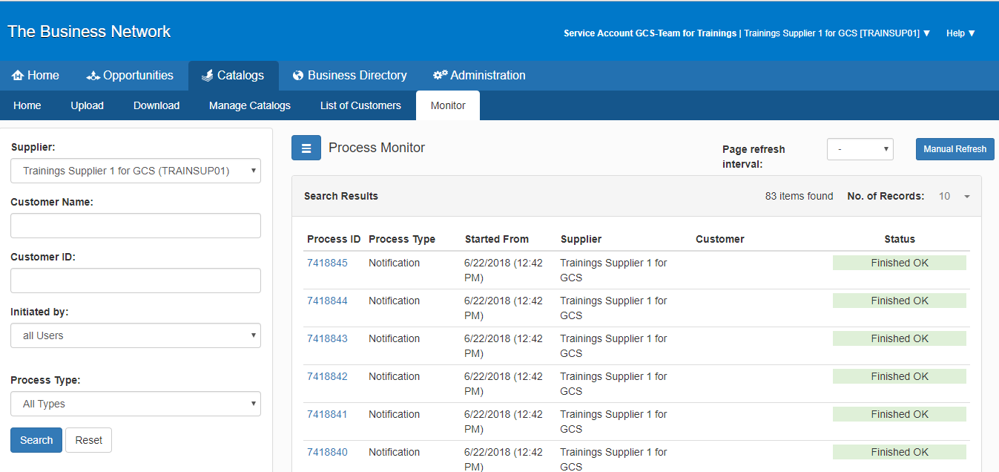 The Business Network
Service Account GCS-Team for Trainings | Trainings Supplier 1 for GCS [TRAINSUP01] ▼ Help ▼
Home Opportunities Catalogs Business Directory Administration
Home Upload Download Manage Catalogs List of Customers Monitor
Supplier:
Trainings Supplier 1 for GCS (TRAINSUP01)
Customer Name:
Customer ID:
Initiated by:
all Users
Process Type:
All Types
Search Reset
Process Monitor
Page refresh
interval:
-
Manual Refresh
Search Results 83 items found No. of Records: 10
Process ID Process Type Started From Supplier Customer Status
7418845 Notification 6/22/2018 (12:42 Trainings Supplier 1 for Finished OK
PM) GCS
7418844 Notification 6/22/2018 (12:42 Trainings Supplier 1 for Finished OK
PM) GCS
7418843 Notification 6/22/2018 (12:42 Trainings Supplier 1 for Finished OK
PM) GCS
7418842 Notification 6/22/2018 (12:42 Trainings Supplier 1 for Finished OK
PM) GCS
7418841 Notification 6/22/2018 (12:42 Trainings Supplier 1 for Finished OK
PM) GCS
7418840 Notification 6/22/2018 (12:42 Trainings Supplier 1 for Finished OK
PM) GCS